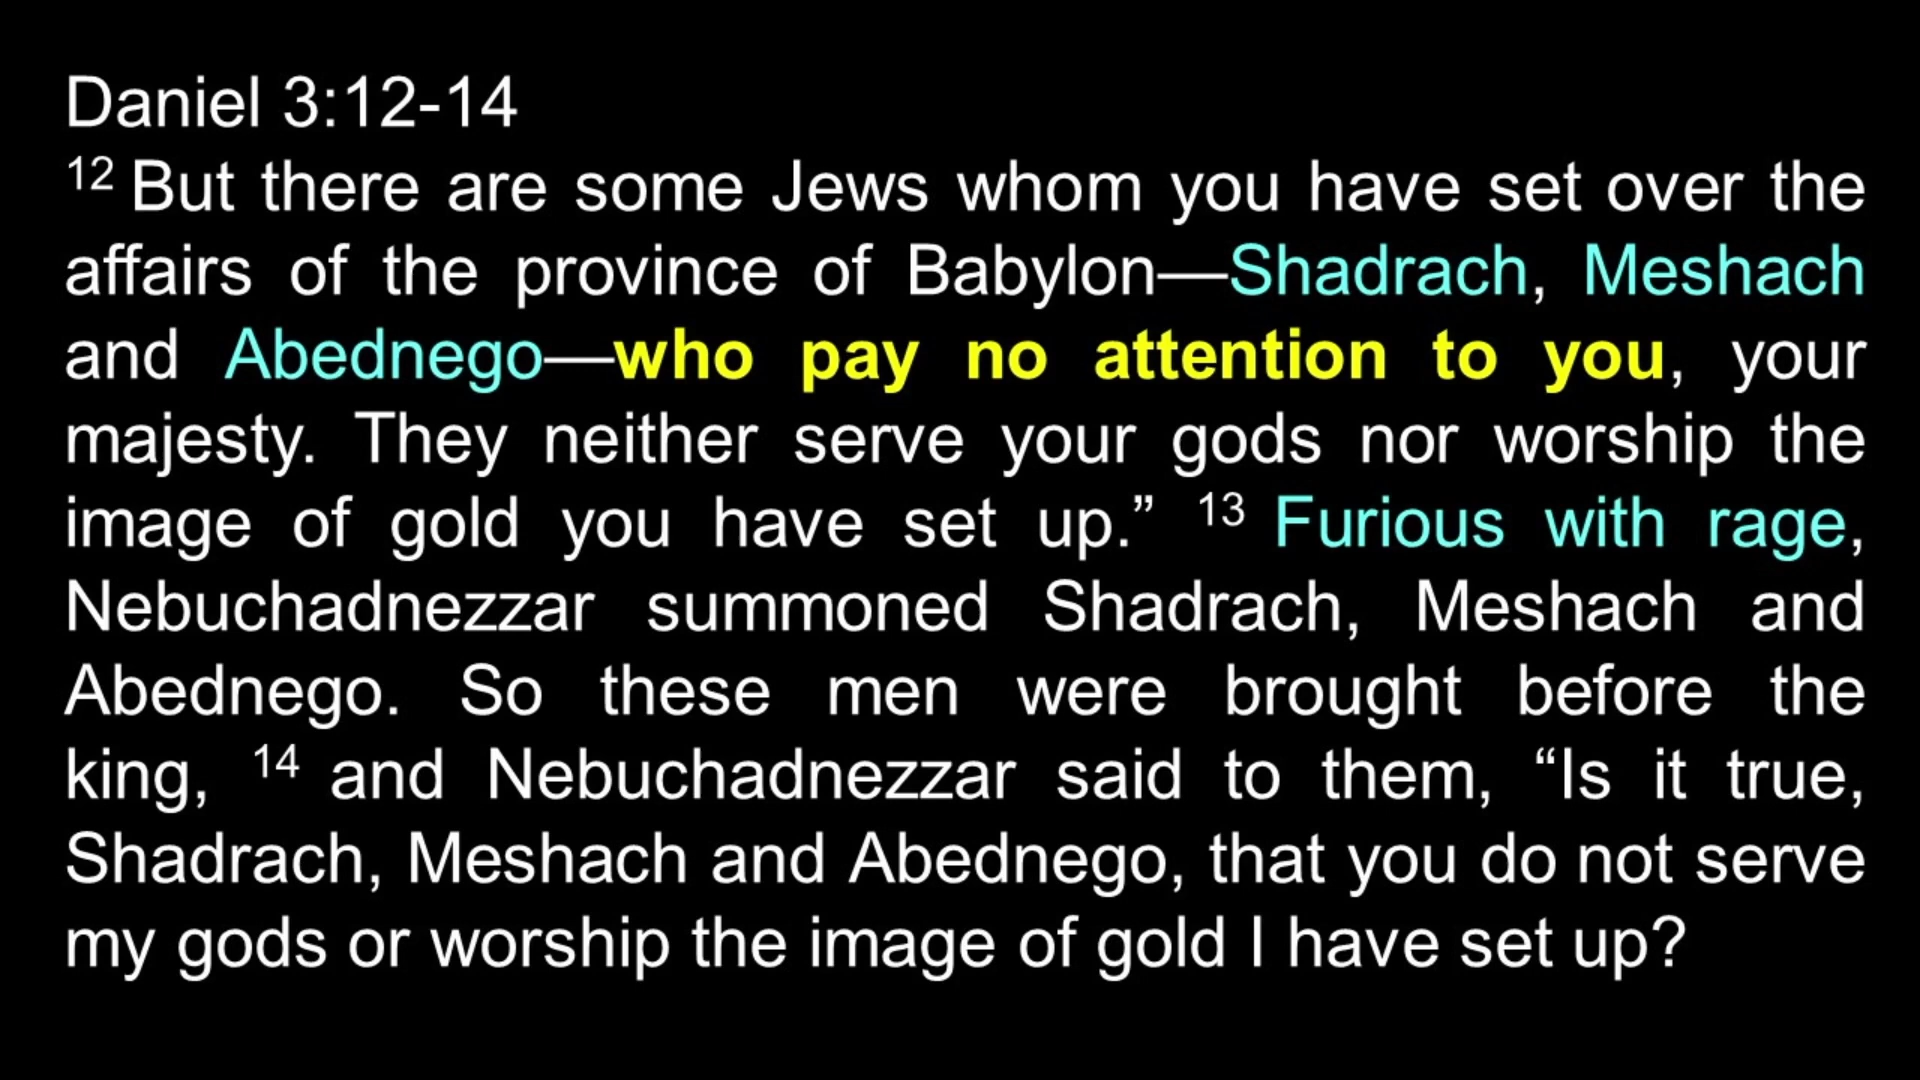 Daniel 3:12-14
12 But there are some Jews whom you have set over the
affairs of the province of Babylon—Shadrach, Meshach
and Abednego—who pay no attention to you, your
majesty. They neither serve your gods nor worship the
image of gold you have set up.” 13 Furious with rage,
Nebuchadnezzar summoned Shadrach, Meshach and
Abednego. So these men were brought before the
king, 14 and Nebuchadnezzar said to them, “Is it true,
Shadrach, Meshach and Abednego, that you do not serve
my gods or worship the image of gold I have set up?